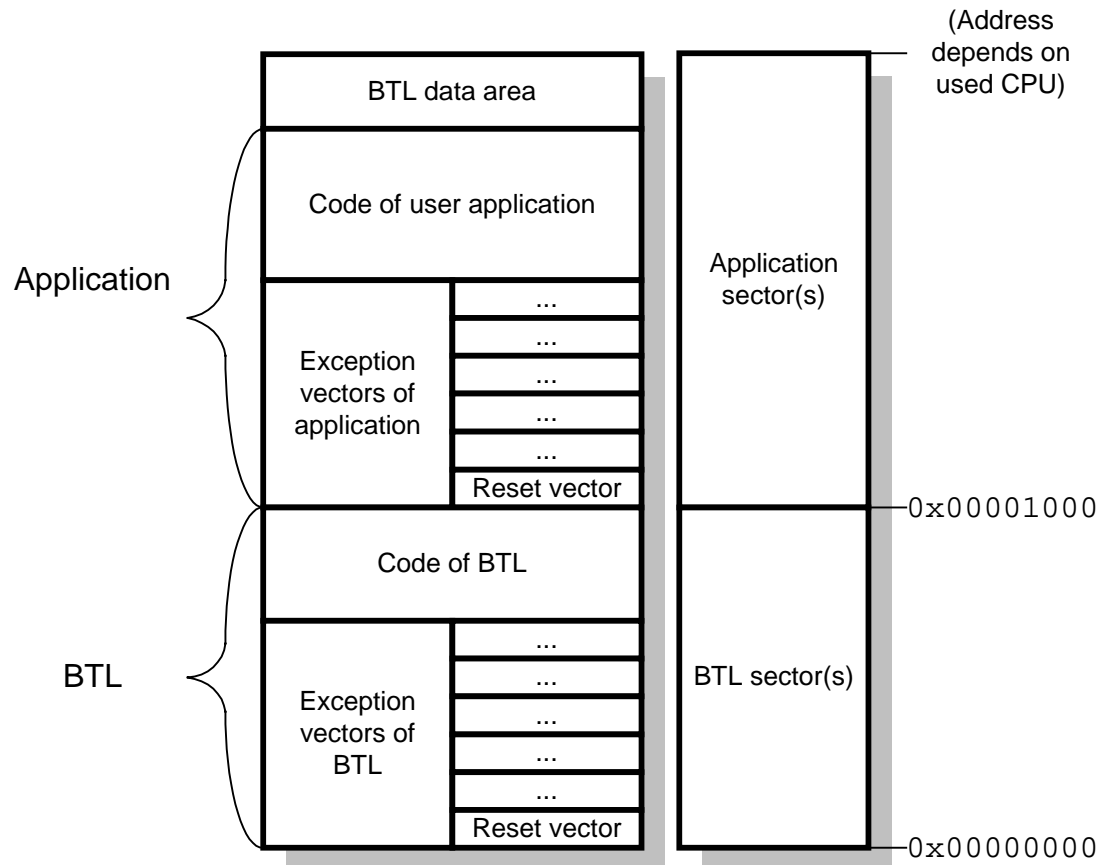 (Address
depends on
used CPU)
BTL data area
Code of user application
Application
Exception
vectors of
application
...
...
...
...
...
Reset vector
Application
sector(s)
0x00001000
Code of BTL
BTL
Exception
vectors of
BTL
...
...
...
...
...
Reset vector
BTL sector(s)
0x00000000